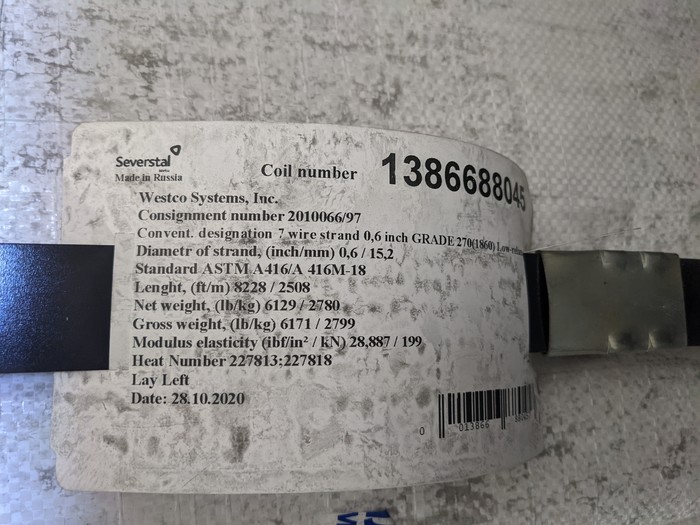 Severstal
Made in Russia
Coil number
1386688045
Westco Systems, Inc.
Consignment number 2010066/97
Convent. designation 7 wire strand 0,6 inch GRADE 270(1860)
Diametr of strand, (inch/mm) 0,6 / 15,2
Standard ASTM A416/A 416M-18
Lenght, (ft/m) 8228 / 2508
Net weight, (lb/kg) 6129 / 2780
Gross weight, (lb/kg) 6171 / 2799
Modulus elasticity (ibf/in² / KN) 28,887 / 199
Heat Number 227813;227818
Lay Left
Date: 28.10.2020
0 013866